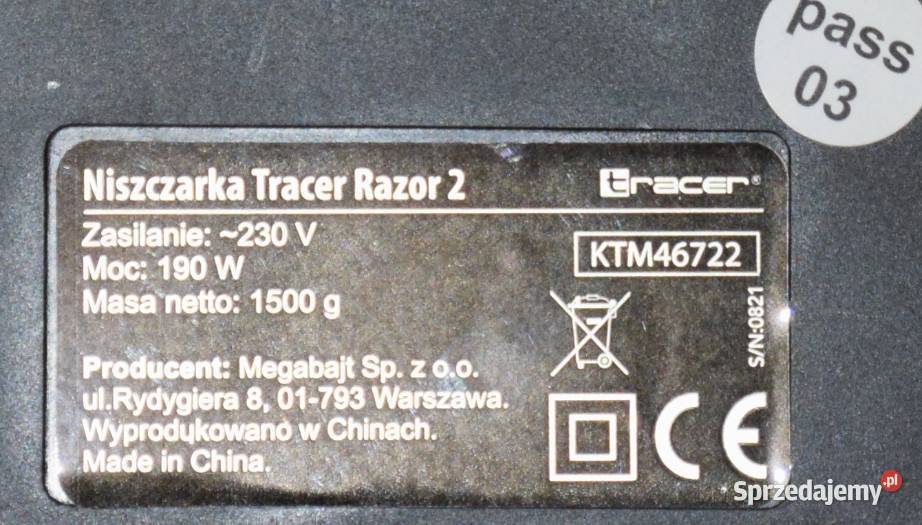 pass
03
Niszczarka Tracer Razor 2
tracer®
Zasilanie: ~230 V
Moc: 190 W
Masa netto: 1500 g
KTM46722
S/N:0821
Producent: Megabajt Sp. z o.o.
ul.Rydygiera 8, 01-793 Warszawa.
Wyprodukowano w Chinach.
Made in China.
CE
Sprzedajemy.pl